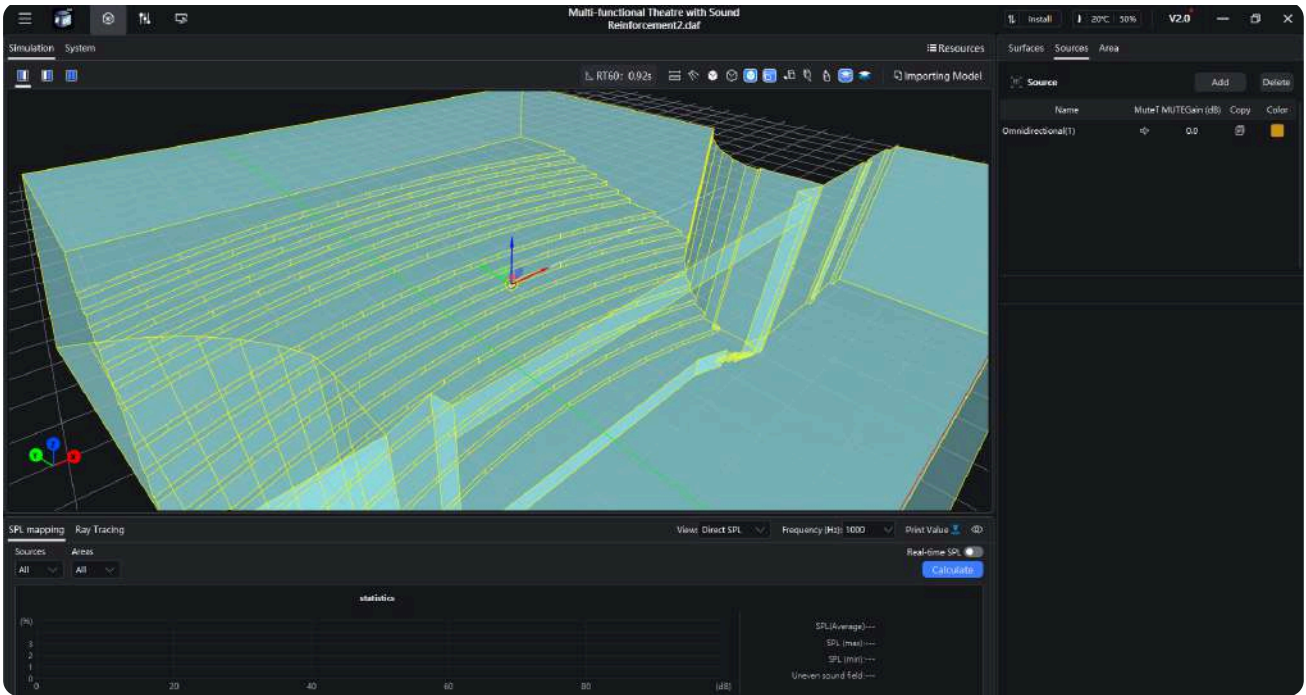 Multi-functional Theatre with Sound
Reinforcement2.daf
Install
20°C 50%
V2.0
Simulation System
Resources
RT60: 0.92s
Importing Model
Surfaces Sources Area
Source
Add
Delete
Name MuteT MUTEGain (dB) Copy Color
Omnidirectional(1) 0.0
SPL mapping Ray Tracing
View: Direct SPL
Frequency (Hz): 1000
Print Value
Sources Areas
All All
Real-time SPL
Calculate
statistics
(%)
3
2
1
0
0 20 40 60 80 (dB)
SPL(Average):---
SPL (max):---
SPL (min):---
Uneven sound field:---